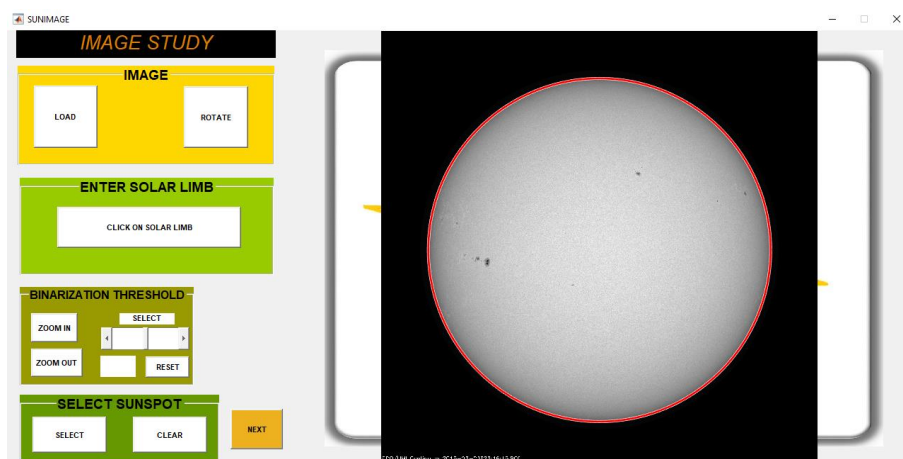 SUNIMAGE
IMAGE STUDY
IMAGE
LOAD
ROTATE
ENTER SOLAR LIMB
CLICK ON SOLAR LIMB
BINARIZATION THRESHOLD
SELECT
ZOOM IN
ZOOM OUT
RESET
SELECT SUNSPOT
SELECT
CLEAR
NEXT